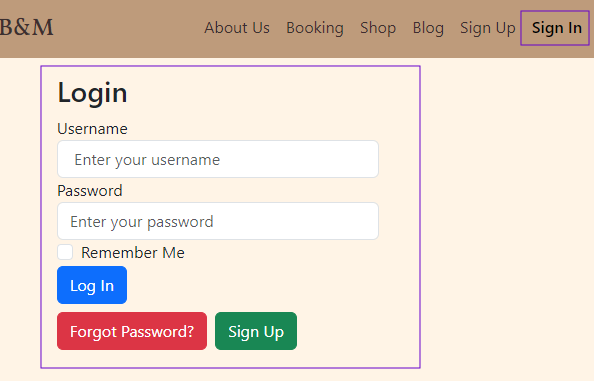 B&M About Us Booking Shop Blog Sign Up Sign In
Login
Username
Enter your username
Password
Enter your password
Remember Me
Log In
Forgot Password? Sign Up